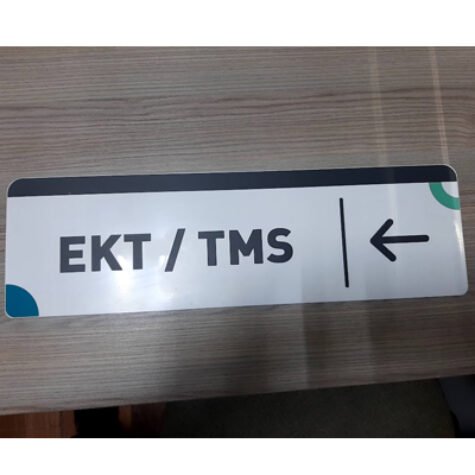 EKT / TMS ←